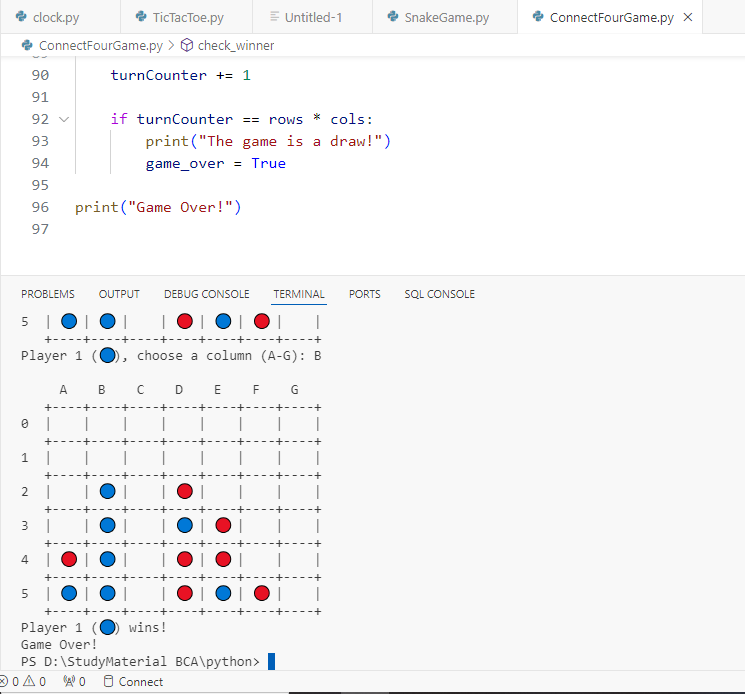 clock.py TicTacToe.py Untitled-1 SnakeGame.py ConnectFourGame.py ×
ConnectFourGame.py > check_winner
90 turnCounter += 1
91
92 if turnCounter == rows * cols:
93 print("The game is a draw!")
94 game_over = True
95
96 print("Game Over!")
97
PROBLEMS OUTPUT DEBUG CONSOLE TERMINAL PORTS SQL CONSOLE
5 | 🔵 | 🔵 |    | 🔴 | 🔵 | 🔴 |    |
+----+----+----+----+----+----+----+
Player 1 (🔵), choose a column (A-G): B
A B C D E F G
+----+----+----+----+----+----+----+
0 |    |    |    |    |    |    |    |
+----+----+----+----+----+----+----+
1 |    |    |    |    |    |    |    |
+----+----+----+----+----+----+----+
2 |    | 🔵 |    | 🔴 |    |    |    |
+----+----+----+----+----+----+----+
3 |    | 🔵 |    | 🔵 | 🔴 |    |    |
+----+----+----+----+----+----+----+
4 | 🔴 | 🔵 |    | 🔴 | 🔴 |    |    |
+----+----+----+----+----+----+----+
5 | 🔵 | 🔵 |    | 🔴 | 🔵 | 🔴 |    |
+----+----+----+----+----+----+----+
Player 1 (🔵) wins!
Game Over!
PS D:\StudyMaterial BCA\python>
0 0 0 Connect